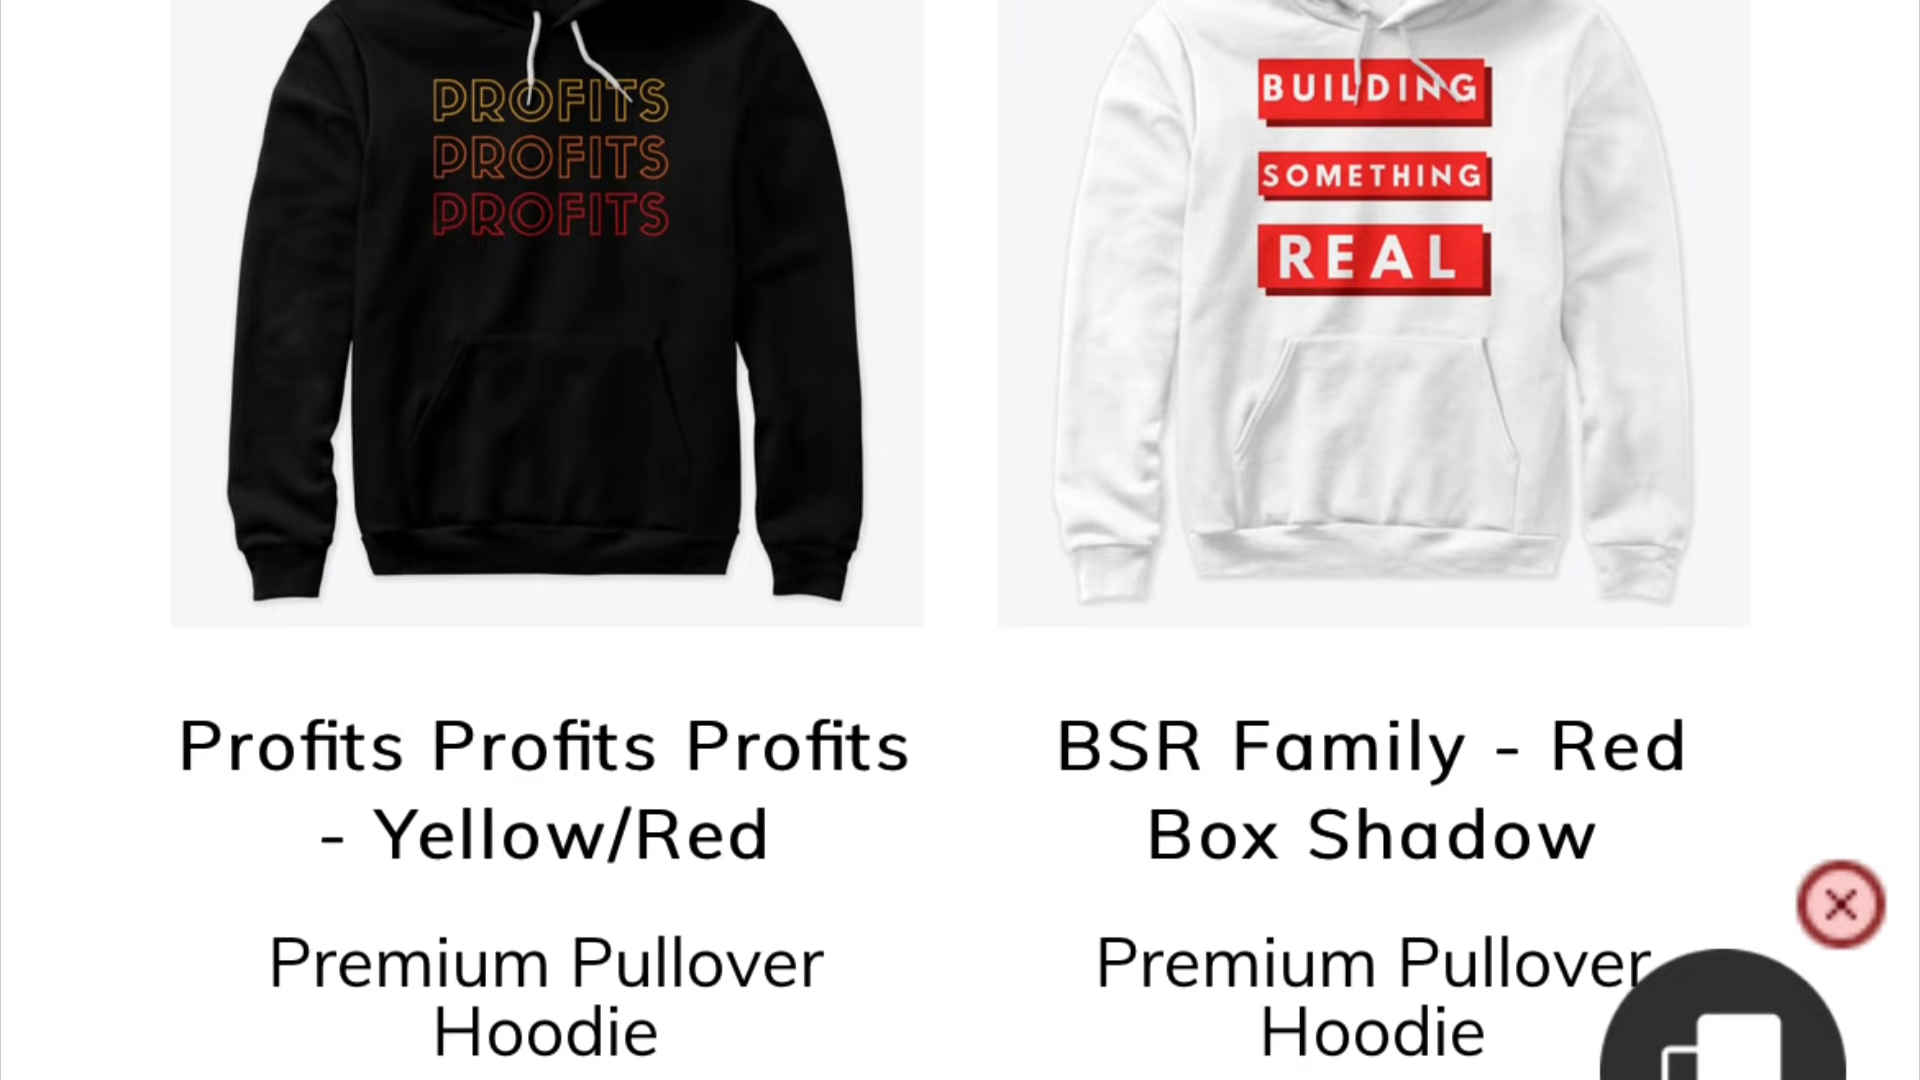 PROFITS
PROFITS
PROFITS
BUILDING
SOMETHING
REAL
Profits Profits Profits
- Yellow/Red
Premium Pullover
Hoodie
BSR Family - Red
Box Shadow
Premium Pullover
Hoodie